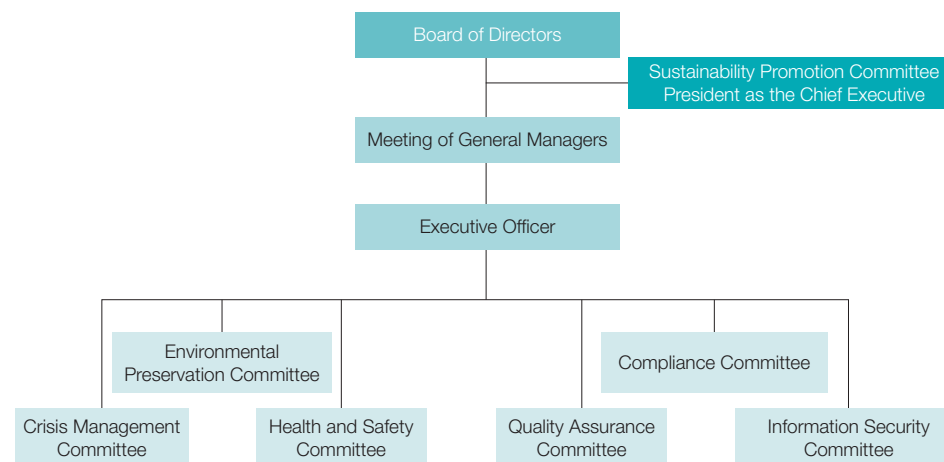 Board of Directors
Sustainability Promotion Committee
President as the Chief Executive
Meeting of General Managers
Executive Officer
Environmental
Preservation Committee
Compliance Committee
Crisis Management
Committee
Health and Safety
Committee
Quality Assurance
Committee
Information Security
Committee